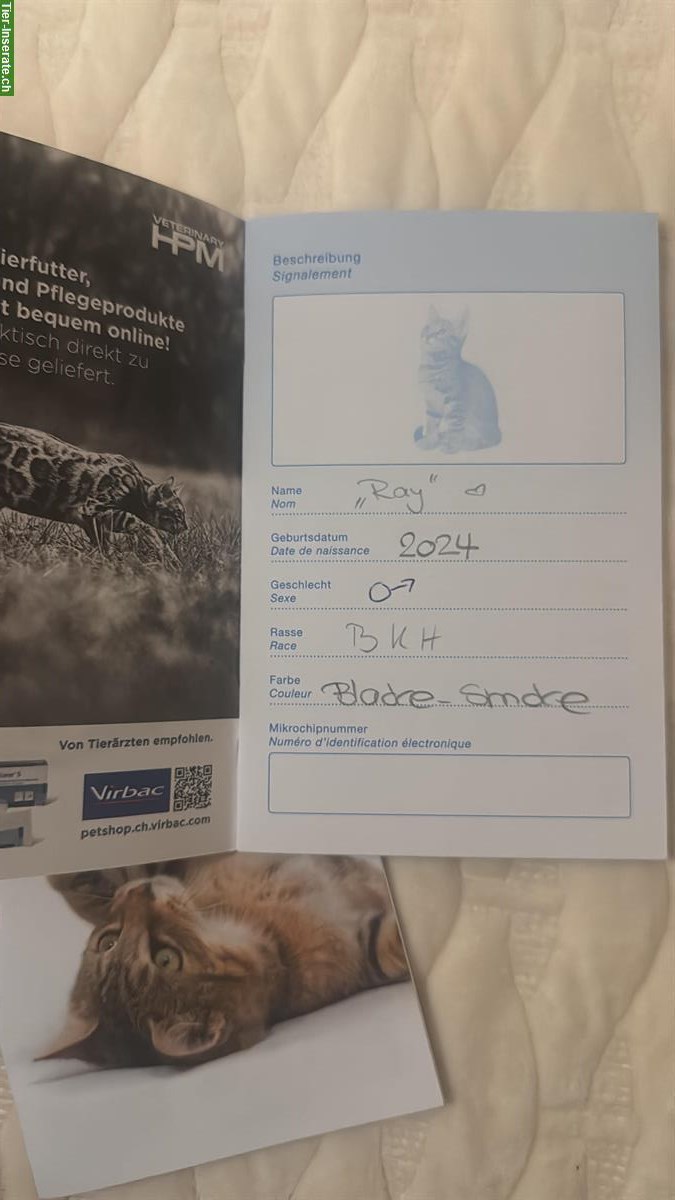 Tier-Inserate.ch
VETERINARY
HPM
ierfutter,
nd Pflegeprodukte
t bequem online!
ktisch direkt zu
se geliefert.
Von Tierärzten empfohlen.
Virbac
petshop.ch.virbac.com
Beschreibung
Signalement
Name „Ray“
Nom
Geburtsdatum 2024
Date de naissance
Geschlecht ♂
Sexe
Rasse BKH
Race
Farbe
Couleur Blacke-Smoke
Mikrochipnummer
Numéro d'identification électronique